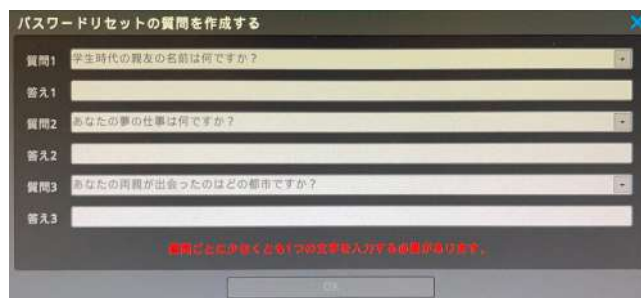 パスワードリセットの質問を作成する
質問1 学生時代の親友の名前は何ですか？
答え1
質問2 あなたの夢の仕事は何ですか？
答え2
質問3 あなたの両親が出会ったのはどの都市ですか？
答え3
質問ごとに少なくとも1つの文字を入力する必要があります。
OK